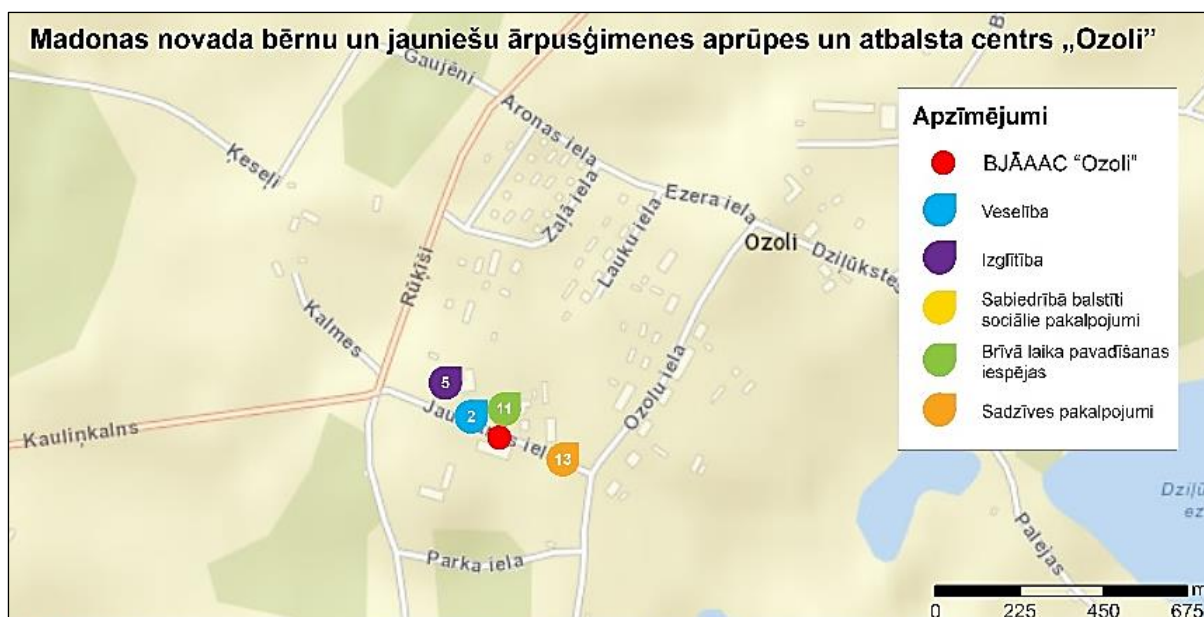 Madonas novada bērnu un jauniešu ārpusģimenes aprūpes un atbalsta centrs „Ozoli”
Gaujēni
Aronas iela
Ķeseļi
Zaļā iela
Lauku iela
Ezera iela
Ozoli
Dziļūkstes
Rūķīši
Kalmes
Ozolu iela
5
2
11
13
Kauliņkalns
Parka iela
Palejas
Apzīmējumi
BJĀAAC "Ozoli"
Veselība
Izglītība
Sabiedrībā balstīti
sociālie pakalpojumi
Brīvā laika pavadīšanas
iespējas
Sadzīves pakalpojumi
m
0 225 450 675